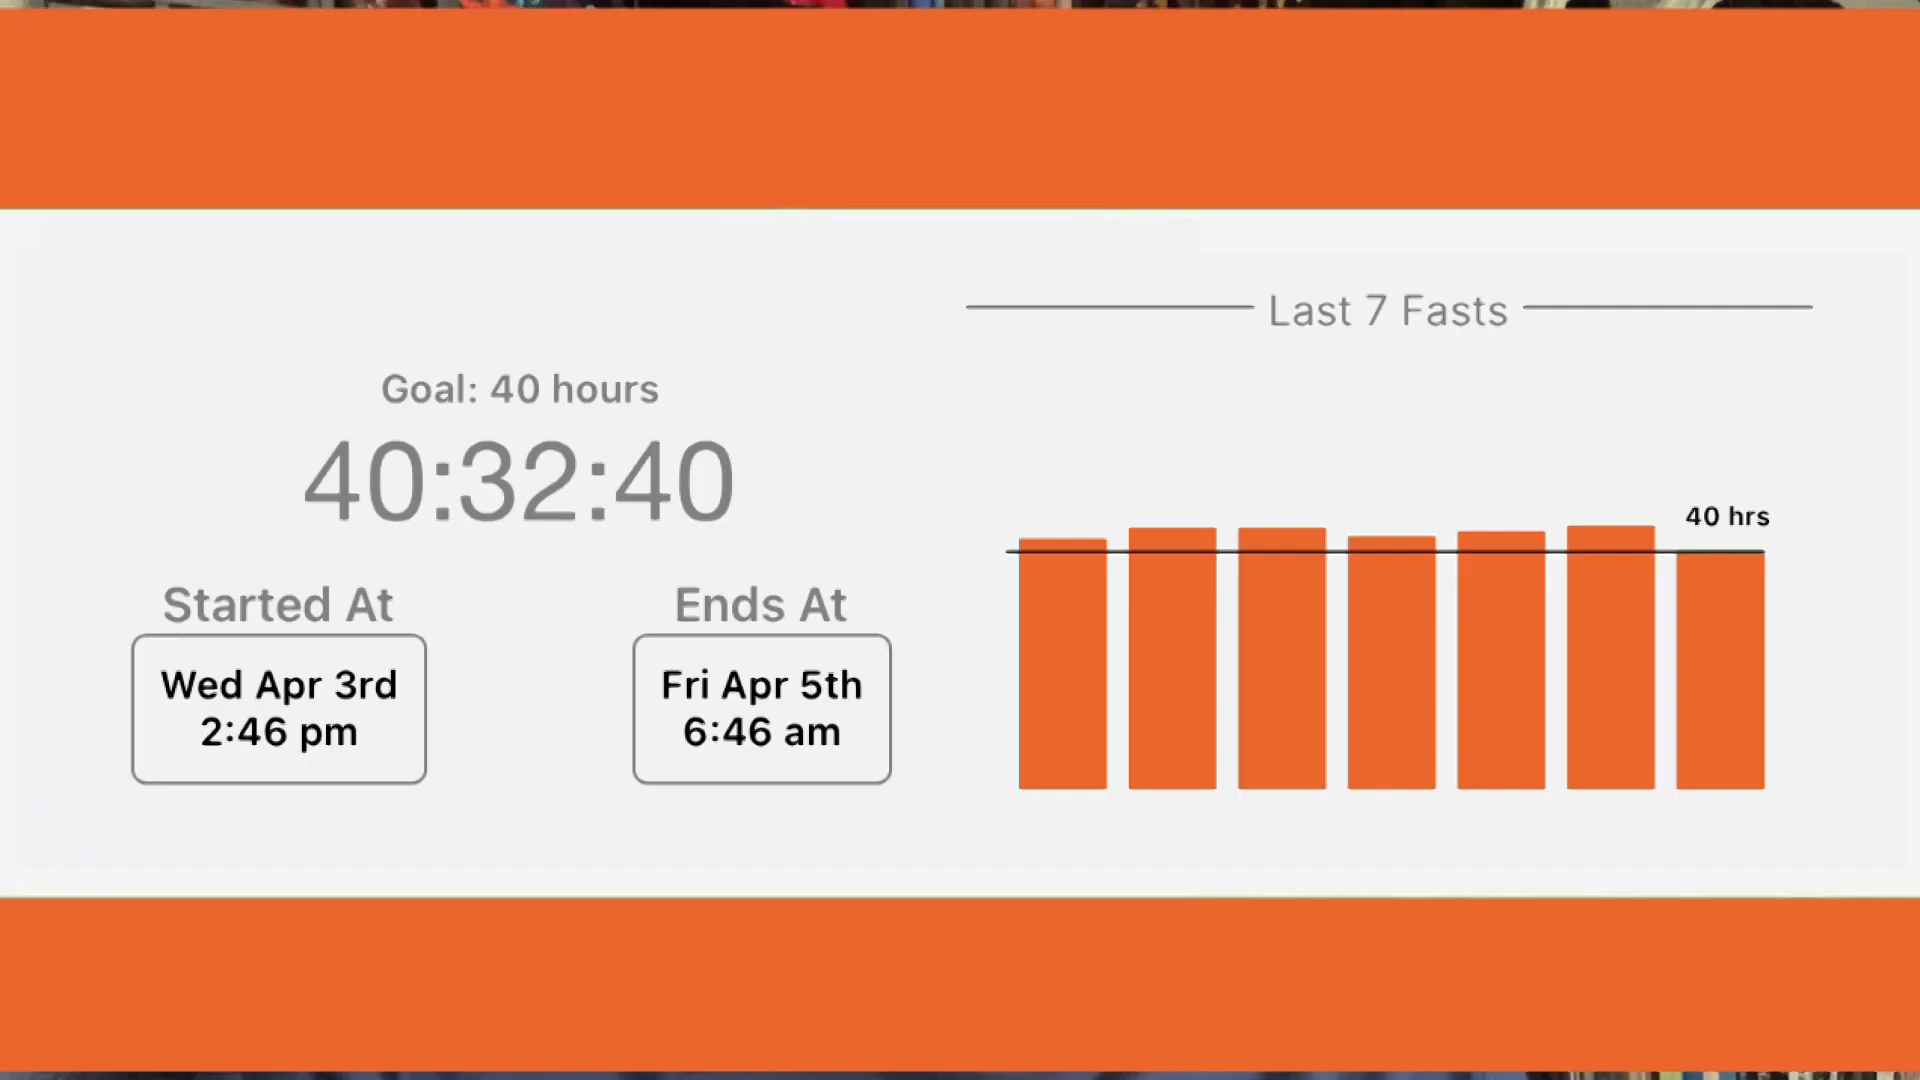 Goal: 40 hours
40:32:40
Started At
Wed Apr 3rd
2:46 pm
Ends At
Fri Apr 5th
6:46 am
Last 7 Fasts
40 hrs